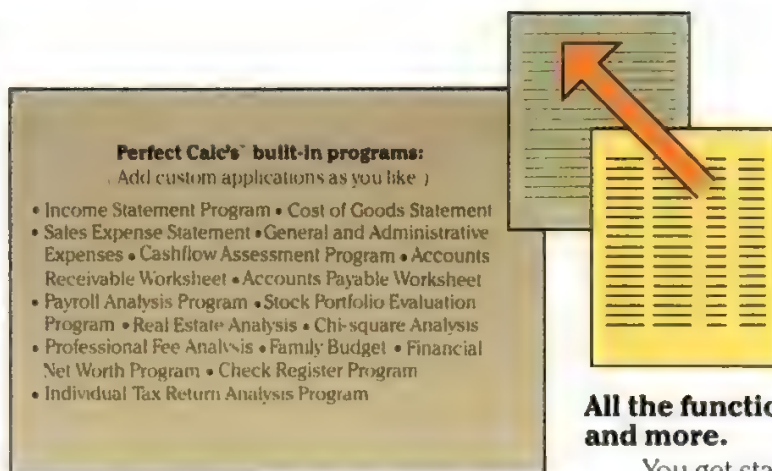 Perfect Calc's™ built-in programs:
(Add custom applications as you like)
• Income Statement Program • Cost of Goods Statement
• Sales Expense Statement • General and Administrative
Expenses • Cashflow Assessment Program • Accounts
Receivable Worksheet • Accounts Payable Worksheet
• Payroll Analysis Program • Stock Portfolio Evaluation
Program • Real Estate Analysis • Chi-square Analysis
• Professional Fee Analysis • Family Budget • Financial
Net Worth Program • Check Register Program
• Individual Tax Return Analysis Program
All the functio
and more.
You get sta